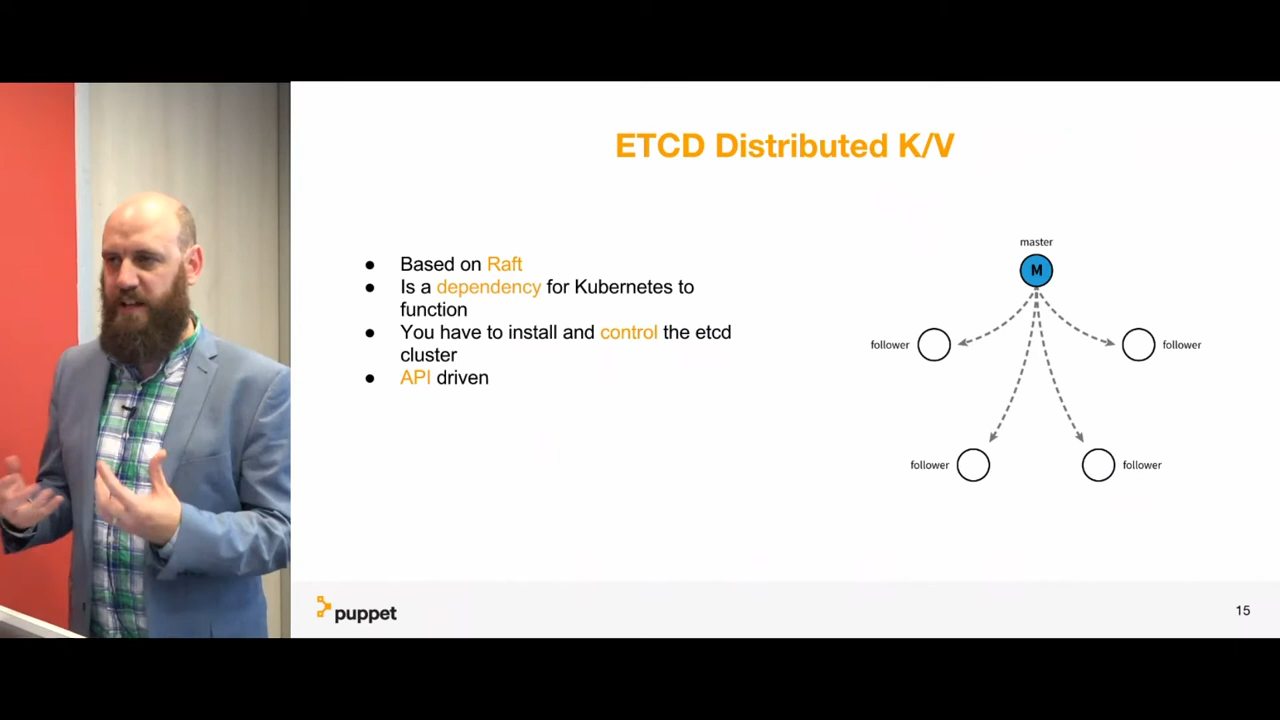 ETCD Distributed K/V
● Based on Raft
● Is a dependency for Kubernetes to
function
● You have to install and control the etcd
cluster
● API driven
master
M
follower
follower
follower
follower
puppet
15